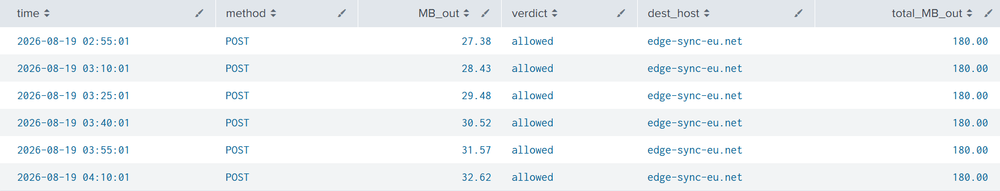 time method MB_out verdict dest_host total_MB_out
2026-08-19 02:55:01 POST 27.38 allowed edge-sync-eu.net 180.00
2026-08-19 03:10:01 POST 28.43 allowed edge-sync-eu.net 180.00
2026-08-19 03:25:01 POST 29.48 allowed edge-sync-eu.net 180.00
2026-08-19 03:40:01 POST 30.52 allowed edge-sync-eu.net 180.00
2026-08-19 03:55:01 POST 31.57 allowed edge-sync-eu.net 180.00
2026-08-19 04:10:01 POST 32.62 allowed edge-sync-eu.net 180.00